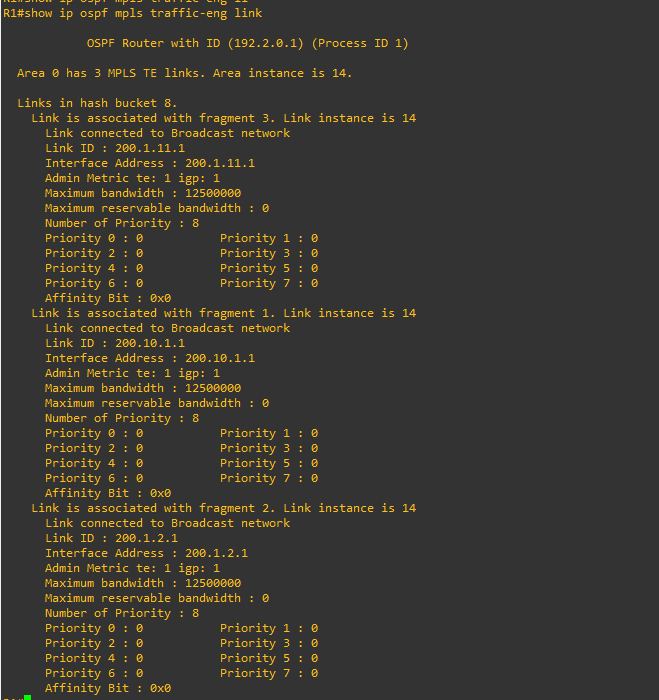 R1#show ip ospf mpls traffic-eng link
OSPF Router with ID (192.2.0.1) (Process ID 1)
Area 0 has 3 MPLS TE links. Area instance is 14.
Links in hash bucket 8.
Link is associated with fragment 3. Link instance is 14
Link connected to Broadcast network
Link ID : 200.1.11.1
Interface Address : 200.1.11.1
Admin Metric te: 1 igp: 1
Maximum bandwidth : 12500000
Maximum reservable bandwidth : 0
Number of Priority : 8
Priority 0 : 0 Priority 1 : 0
Priority 2 : 0 Priority 3 : 0
Priority 4 : 0 Priority 5 : 0
Priority 6 : 0 Priority 7 : 0
Affinity Bit : 0x0
Link is associated with fragment 1. Link instance is 14
Link connected to Broadcast network
Link ID : 200.10.1.1
Interface Address : 200.10.1.1
Admin Metric te: 1 igp: 1
Maximum bandwidth : 12500000
Maximum reservable bandwidth : 0
Number of Priority : 8
Priority 0 : 0 Priority 1 : 0
Priority 2 : 0 Priority 3 : 0
Priority 4 : 0 Priority 5 : 0
Priority 6 : 0 Priority 7 : 0
Affinity Bit : 0x0
Link is associated with fragment 2. Link instance is 14
Link connected to Broadcast network
Link ID : 200.1.2.1
Interface Address : 200.1.2.1
Admin Metric te: 1 igp: 1
Maximum bandwidth : 12500000
Maximum reservable bandwidth : 0
Number of Priority : 8
Priority 0 : 0 Priority 1 : 0
Priority 2 : 0 Priority 3 : 0
Priority 4 : 0 Priority 5 : 0
Priority 6 : 0 Priority 7 : 0
Affinity Bit : 0x0